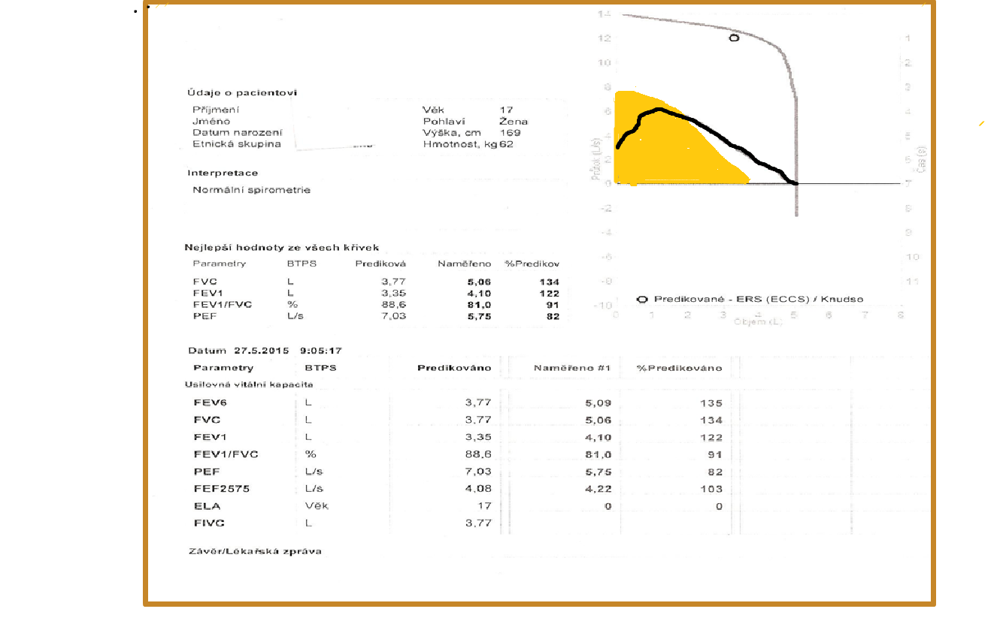 Údaje o pacientovi
Příjmení
Jméno
Datum narození
Etnická skupina
Věk 17
Pohlaví Žena
Výška, cm 169
Hmotnost, kg 62
Interpretace
Normální spirometrie
Nejlepší hodnoty ze všech křivek
Parametry BTPS Prediková Naměřeno %Predikov
FVC L 3,77 5,06 134
FEV1 L 3,35 4,10 122
FEV1/FVC % 88,6 81,0 91
PEF L/s 7,03 5,75 82
14
12
10
8
6
4
2
0
-2
-4
-6
-8
-10
Průtok (L/s)
1
2
3
4
5
6
7
8
9
10
11
Čas (s)
Predikované - ERS (ECCS) / Knudso
0 1 2 3 4 5 6 7 8
Objem (L)
Datum 27.5.2015 9:05:17
Parametry BTPS Predikováno Naměřeno #1 %Predikováno
Usilovná vitální kapacita
FEV6 L 3,77 5,09 135
FVC L 3,77 5,06 134
FEV1 L 3,35 4,10 122
FEV1/FVC % 88,6 81,0 91
PEF L/s 7,03 5,75 82
FEF2575 L/s 4,08 4,22 103
ELA Věk 17 0 0
FIVC L 3,77
Závěr/Lékařská zpráva